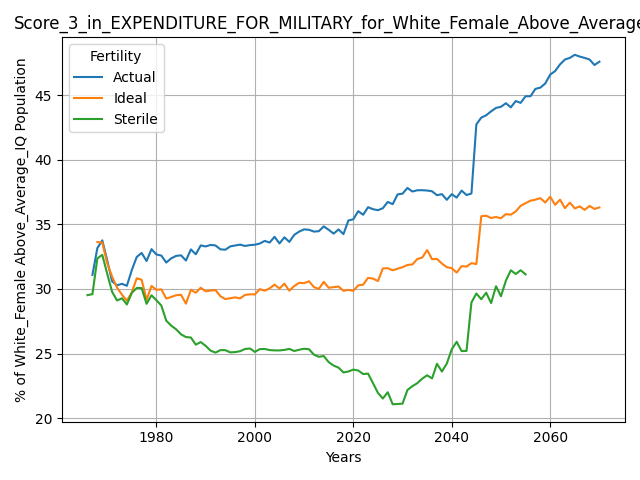 Score_3_in_EXPENDITURE_FOR_MILITARY_for_White_Female_Above_Average
Fertility
Actual
Ideal
Sterile
% of White_Female Above_Average_IQ Population
45
40
35
30
25
20
1980
2000
2020
2040
2060
Years